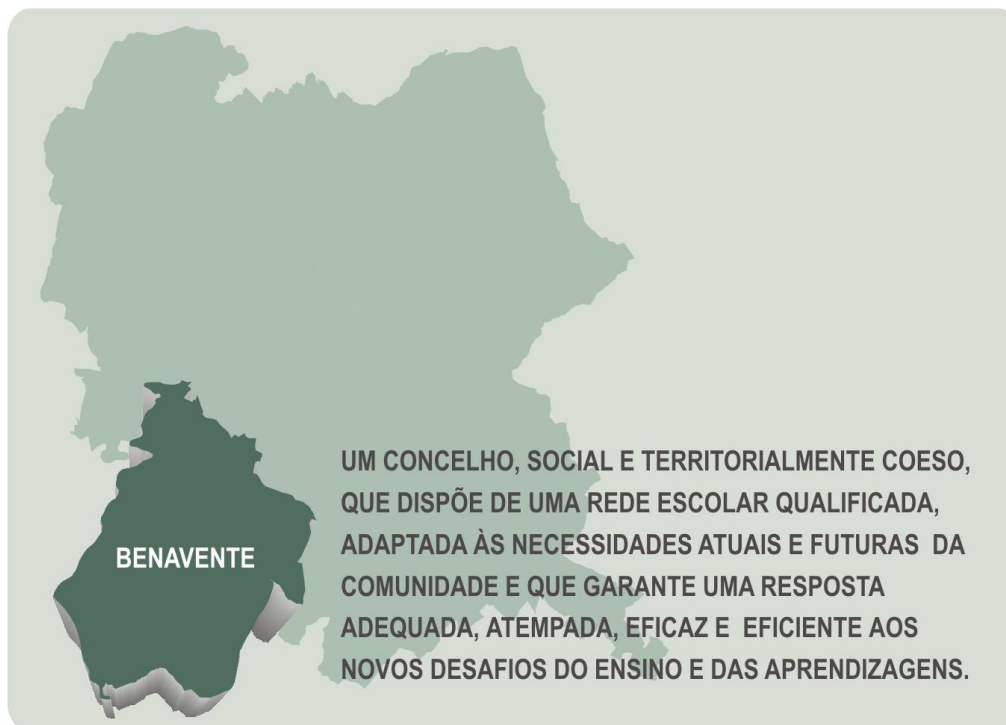 BENAVENTE
UM CONCELHO, SOCIAL E TERRITORIALMENTE COESO,
QUE DISPÕE DE UMA REDE ESCOLAR QUALIFICADA,
ADAPTADA ÀS NECESSIDADES ATUAIS E FUTURAS DA
COMUNIDADE E QUE GARANTE UMA RESPOSTA
ADEQUADA, ATEMPADA, EFICAZ E EFICIENTE AOS
NOVOS DESAFIOS DO ENSINO E DAS APRENDIZAGENS.